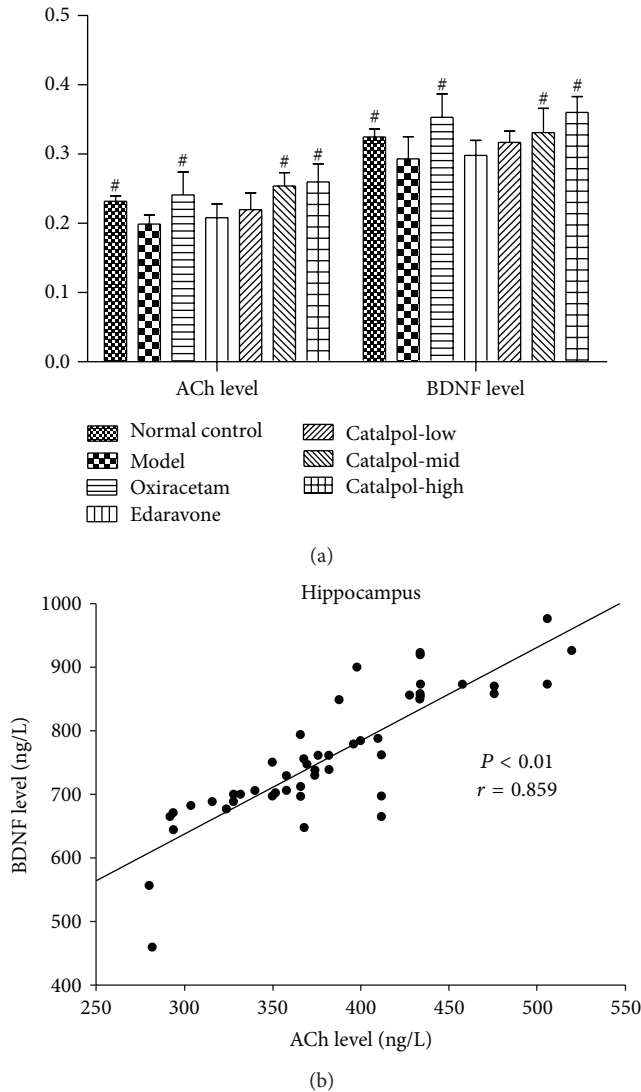 0.5
0.4
0.3
0.2
0.1
0.0
# # # # # # # #
ACh level BDNF level
Normal control Catalpol-low
Model Catalpol-mid
Oxiracetam Catalpol-high
Edaravone
(a)
Hippocampus
1000
900
800
700
600
500
400
BDNF level (ng/L)
P < 0.01
r = 0.859
250 300 350 400 450 500 550
ACh level (ng/L)
(b)